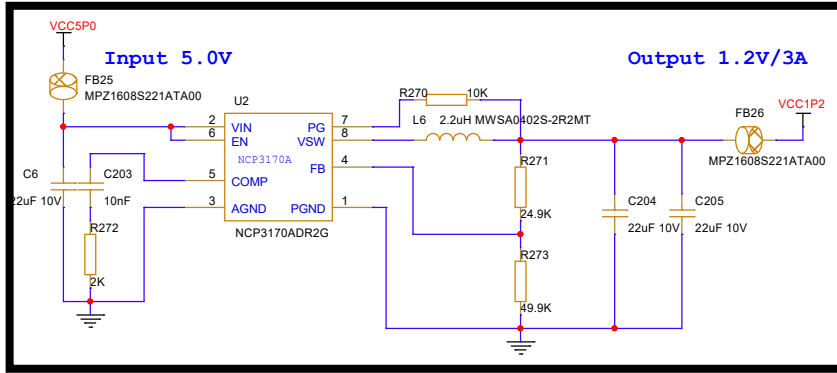 VCC5P0
Input 5.0V
Output 1.2V/3A
FB25
MPZ1608S221ATA00
U2
2 VIN
6 EN
NCP3170A
5 COMP
3 AGND
PG 7
VSW 8
FB 4
PGND 1
NCP3170ADR2G
R270 10K
L6 2.2uH MWSA0402S-2R2MT
FB26
VCC1P2
MPZ1608S221ATA00
C6
22uF 10V
C203
10nF
R272
2K
R271
24.9K
R273
49.9K
C204
22uF 10V
C205
22uF 10V